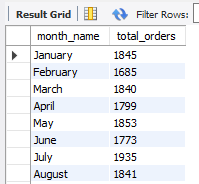 Result Grid Filter Rows:
month_name total_orders
January 1845
February 1685
March 1840
April 1799
May 1853
June 1773
July 1935
August 1841